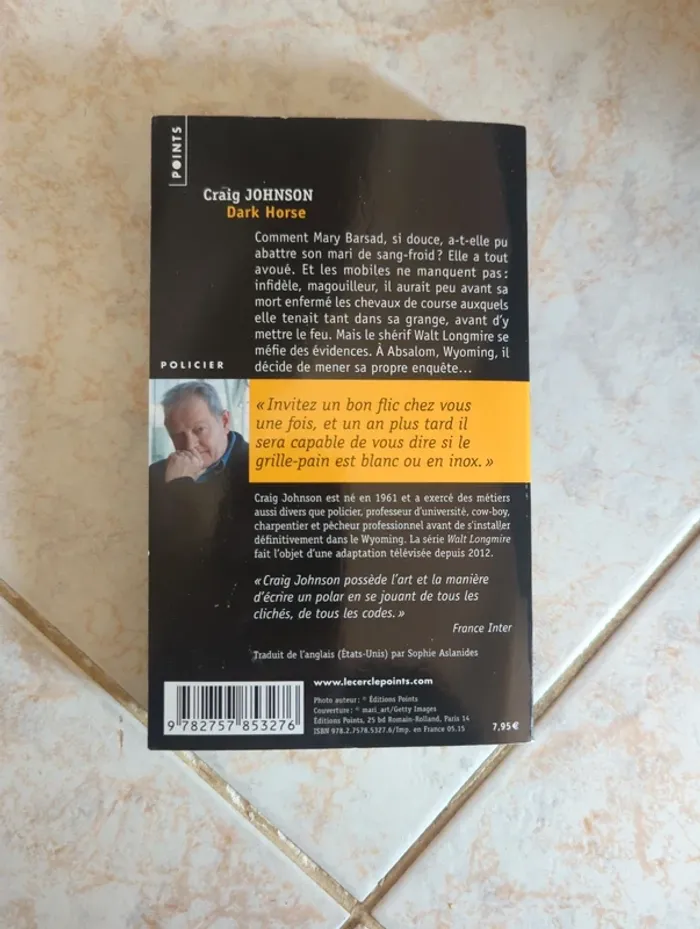 POINTS
Craig JOHNSON
Dark Horse
Comment Mary Barsad, si douce, a-t-elle pu
abattre son mari de sang-froid ? Elle a tout
avoué. Et les mobiles ne manquent pas :
infidèle, magouilleur, il aurait peu avant sa
mort enfermé les chevaux de course auxquels
elle tenait tant dans sa grange, avant d'y
mettre le feu. Mais le shérif Walt Longmire se
méfie des évidences. À Absalom, Wyoming, il
décide de mener sa propre enquête...
POLICIER
« Invitez un bon flic chez vous
une fois, et un an plus tard il
sera capable de vous dire si le
grille-pain est blanc ou en inox. »
Craig Johnson est né en 1961 et a exercé des métiers
aussi divers que policier, professeur d'université, cow-boy,
charpentier et pêcheur professionnel avant de s'installer
définitivement dans le Wyoming. La série Walt Longmire
fait l'objet d'une adaptation télévisée depuis 2012.
« Craig Johnson possède l'art et la manière
d'écrire un polar en se jouant de tous les
clichés, de tous les codes. »
France Inter
Traduit de l'anglais (États-Unis) par Sophie Aslanides
www.lecerclepoints.com
Photo auteur : © Éditions Points
Couverture : © mari_art/Getty Images
Éditions Points, 25 bd Romain-Rolland, Paris 14
ISBN 978.2.7578.5327.6/Imp. en France 05.15
7,95 €
9 782757 853276